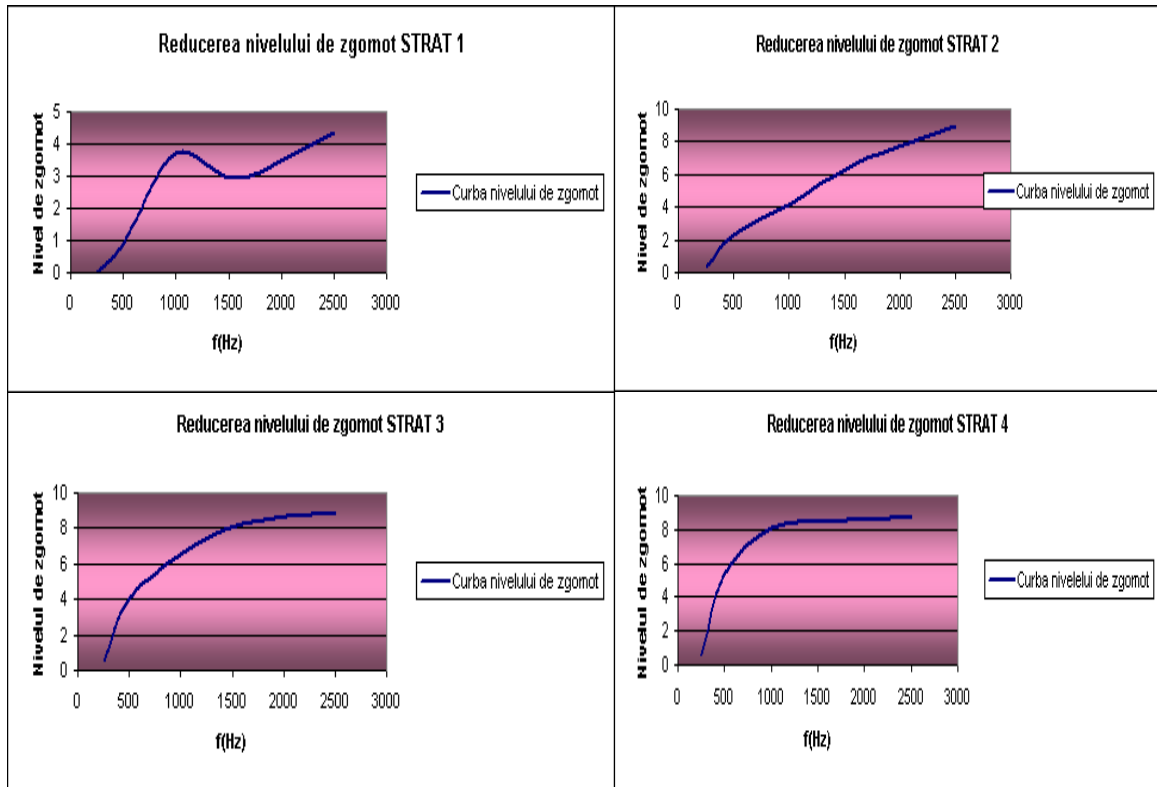 Reducerea nivelului de zgomot STRAT 1
Nivel de zgomot
5
4
3
2
1
0
0 500 1000 1500 2000 2500 3000
f(Hz)
Curba nivelului de zgomot
Reducerea nivelului de zgomot STRAT 2
Nivel de zgomot
10
8
6
4
2
0
0 500 1000 1500 2000 2500 3000
f(Hz)
Curba nivelului de zgomot
Reducerea nivelului de zgomot STRAT 3
Nivelul de zgomot
10
8
6
4
2
0
0 500 1000 1500 2000 2500 3000
f(Hz)
Curba nivelului de zgomot
Reducerea nivelului de zgomot STRAT 4
Nivelul de zgomot
10
8
6
4
2
0
0 500 1000 1500 2000 2500 3000
f(Hz)
Curba nivelelui de zgomot